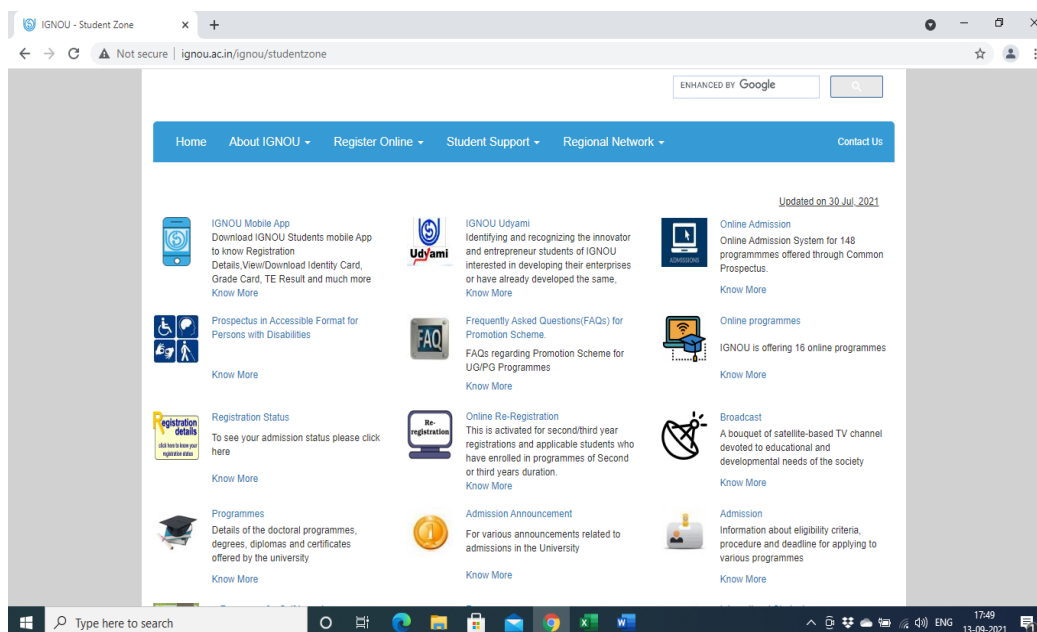 IGNOU - Student Zone
Not secure | ignou.ac.in/ignou/studentzone
ENHANCED BY Google
Home About IGNOU Register Online Student Support Regional Network Contact Us
Updated on 30 Jul, 2021
IGNOU Mobile App
Download IGNOU Students mobile App
to know Registration
Details,View/Download Identity Card,
Grade Card, TE Result and much more
Know More
Udyami
IGNOU Udyami
Identifying and recognizing the innovator
and entrepreneur students of IGNOU
interested in developing their enterprises
or have already developed the same,
Know More
ADMISSIONS
Online Admission
Online Admission System for 148
programmmes offered through Common
Prospectus.
Know More
Prospectus in Accessible Format for
Persons with Disabilities
Know More
FAQ
Frequently Asked Questions(FAQs) for
Promotion Scheme.
FAQs regarding Promotion Scheme for
UG/PG Programmes
Know More
Online programmes
IGNOU is offering 16 online programmes
Know More
Registration
details
click here to know your
registration status
Registration Status
To see your admission status please click
here
Know More
Re-
registration
Online Re-Registration
This is activated for second/third year
registrations and applicable students who
have enrolled in programmes of Second
or third years duration.
Know More
Broadcast
A bouquet of satellite-based TV channel
devoted to educational and
developmental needs of the society
Know More
Programmes
Details of the doctoral programmes,
degrees, diplomas and certificates
offered by the university
Know More
Admission Announcement
For various announcements related to
admissions in the University
Know More
Admission
Information about eligibility criteria,
procedure and deadline for applying to
various programmes
Know More
Type here to search
ENG
17:49
13-09-2021